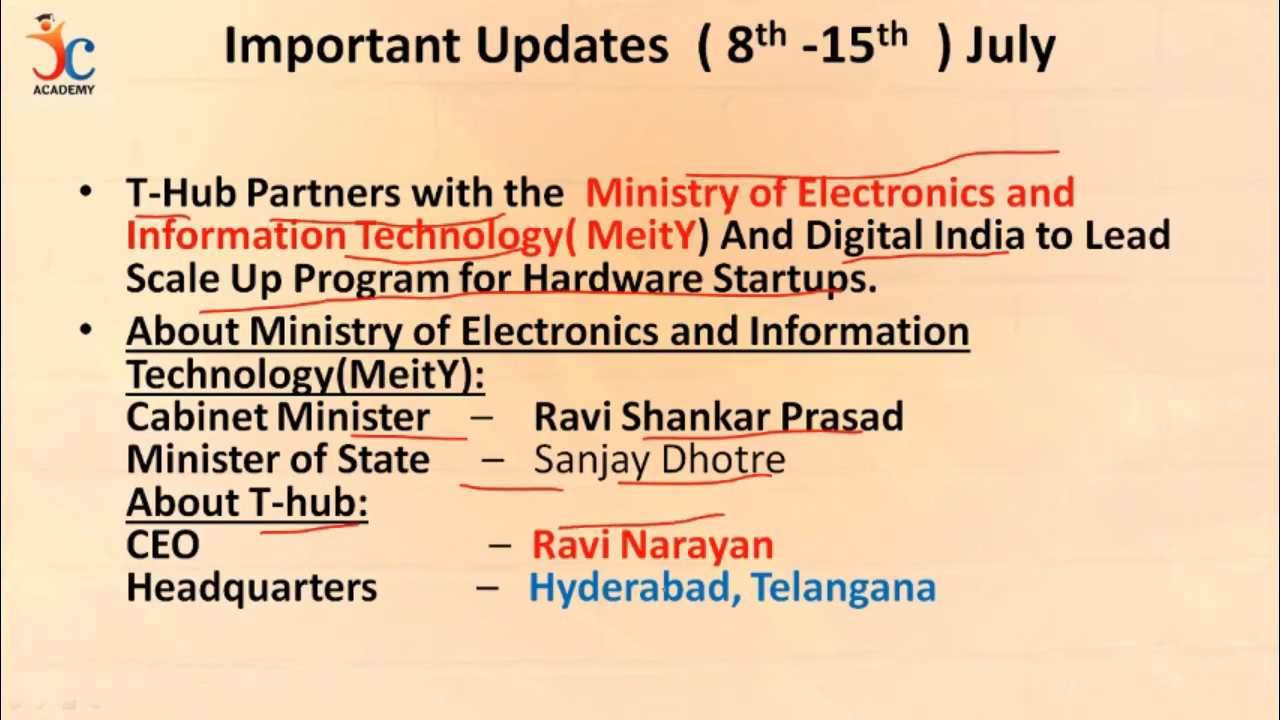 JC
ACADEMY
Important Updates ( 8th -15th ) July
• T-Hub Partners with the Ministry of Electronics and
Information Technology( MeitY) And Digital India to Lead
Scale Up Program for Hardware Startups.
• About Ministry of Electronics and Information
Technology(MeitY):
Cabinet Minister – Ravi Shankar Prasad
Minister of State – Sanjay Dhotre
About T-hub:
CEO – Ravi Narayan
Headquarters – Hyderabad, Telangana